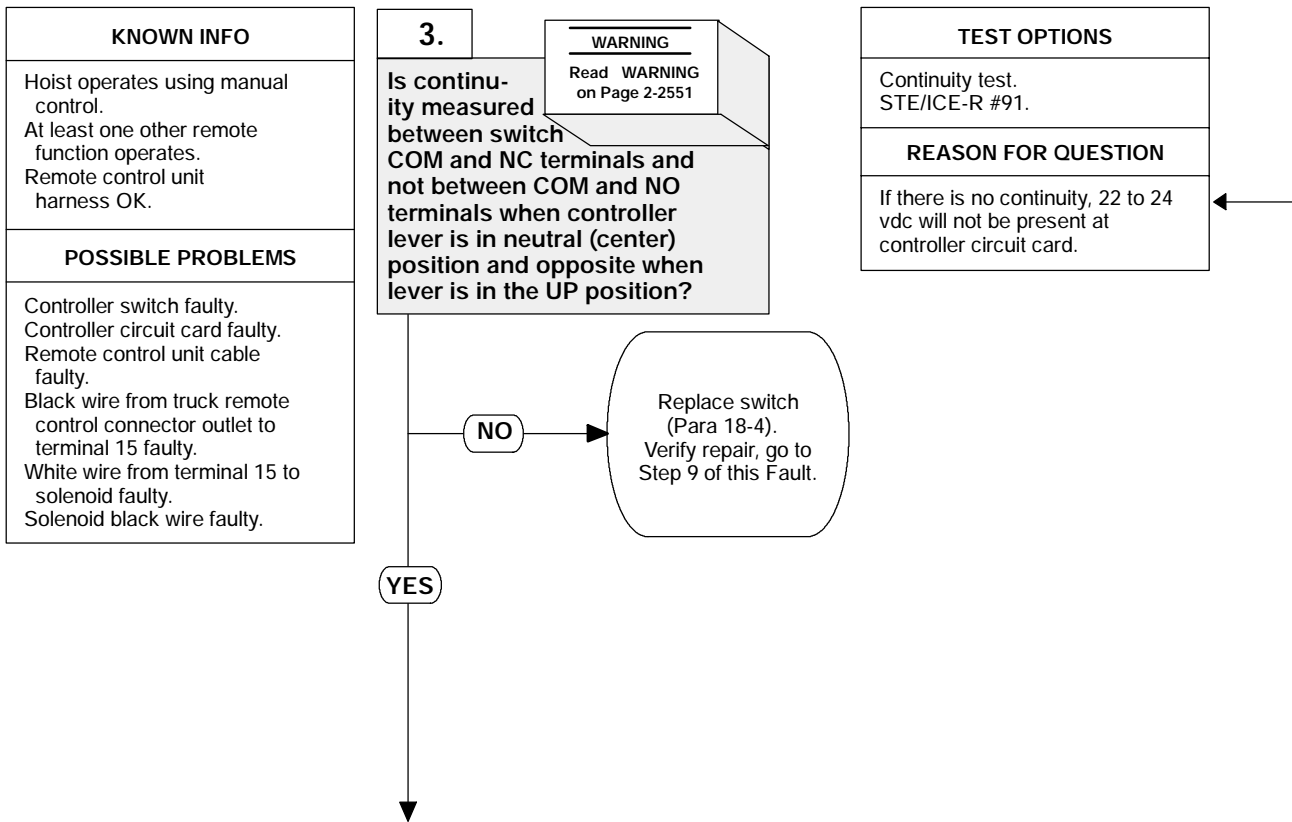 KNOWN INFO
Hoist operates using manual
control.
At least one other remote
function operates.
Remote control unit
harness OK.
POSSIBLE PROBLEMS
Controller switch faulty.
Controller circuit card faulty.
Remote control unit cable
faulty.
Black wire from truck remote
control connector outlet to
terminal 15 faulty.
White wire from terminal 15 to
solenoid faulty.
Solenoid black wire faulty.
3.
WARNING
Read WARNING
on Page 2-2551
Is continu-
ity measured
between switch
COM and NC terminals and
not between COM and NO
terminals when controller
lever is in neutral (center)
position and opposite when
lever is in the UP position?
NO
Replace switch
(Para 18-4).
Verify repair, go to
Step 9 of this Fault.
YES
TEST OPTIONS
Continuity test.
STE/ICE-R #91.
REASON FOR QUESTION
If there is no continuity, 22 to 24
vdc will not be present at
controller circuit card.